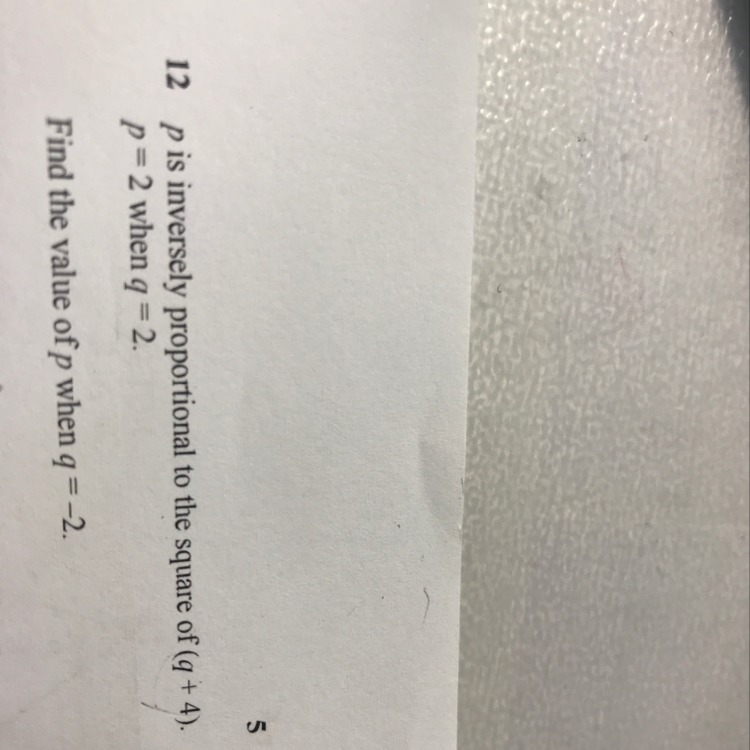 5
12 p is inversely proportional to the square of (q + 4).
p = 2 when q = 2.
Find the value of p when q = –2.